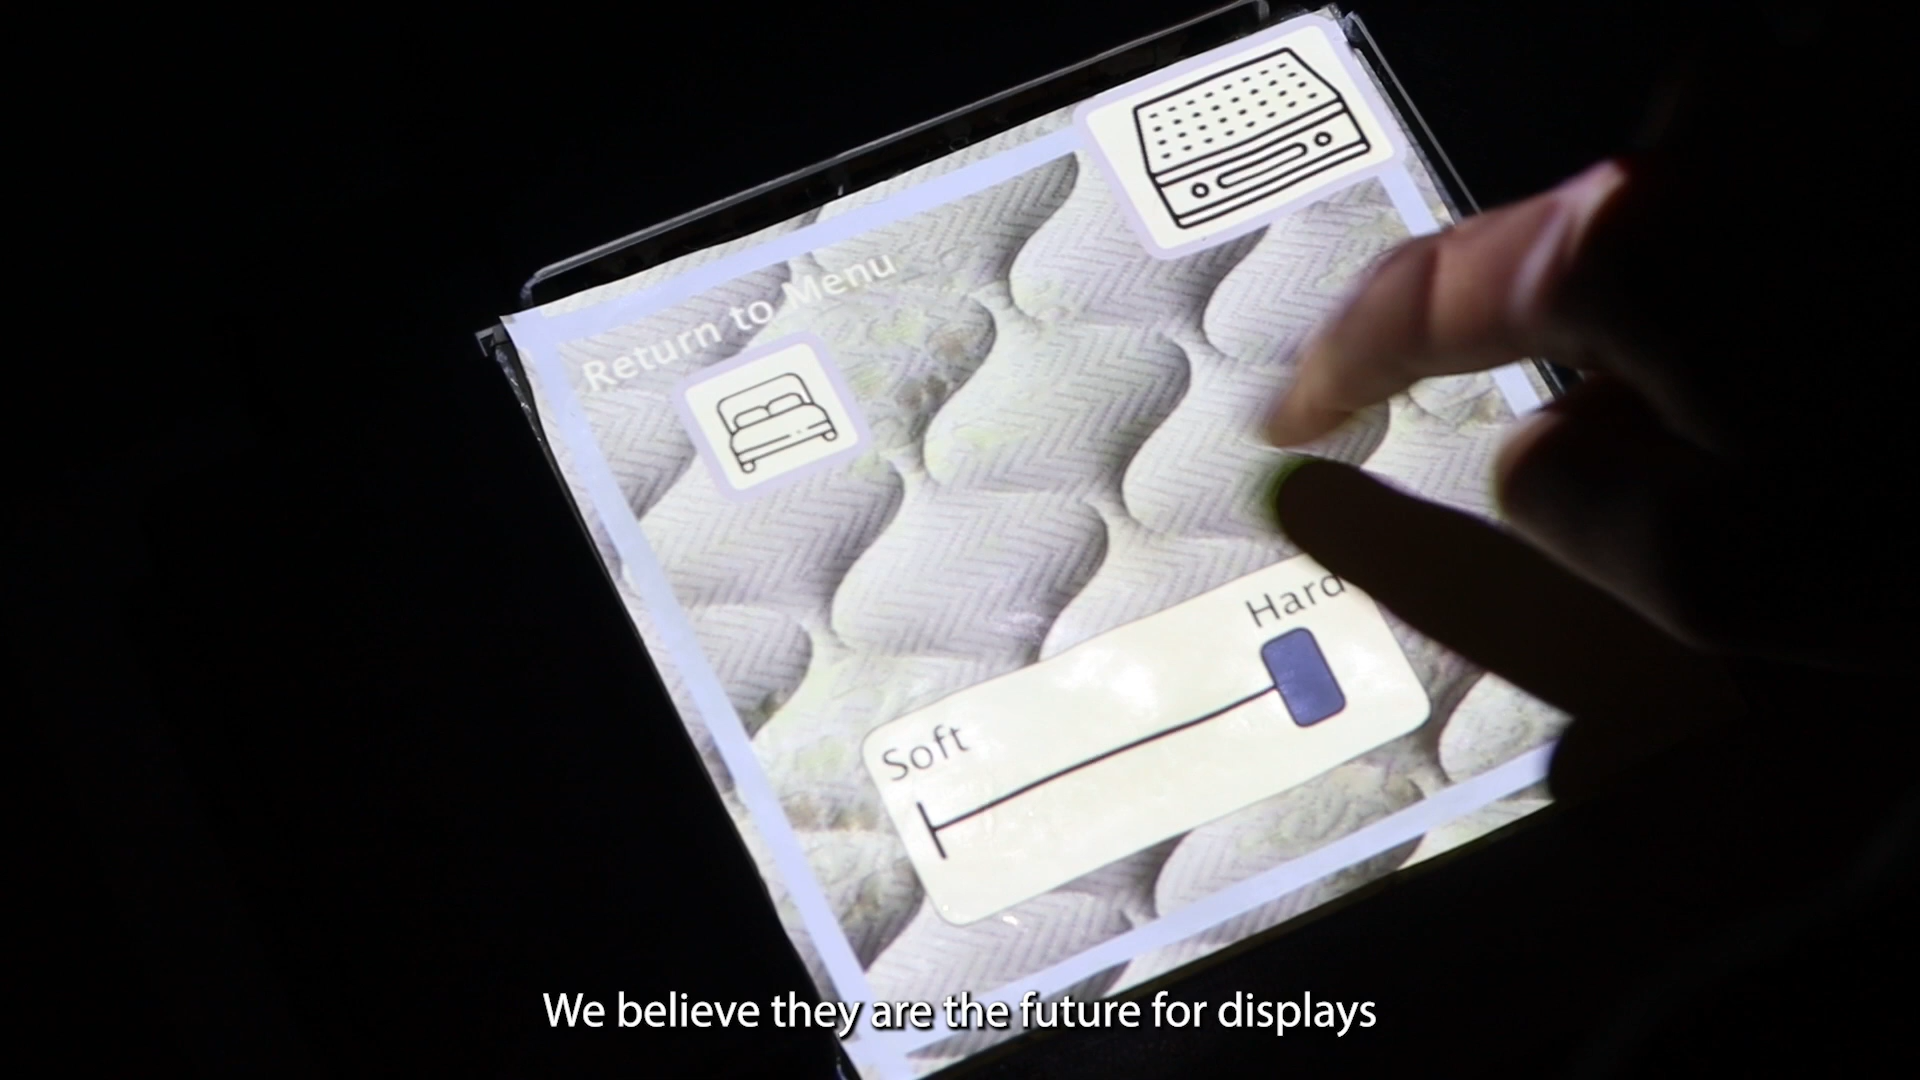 Return to Menu
Hard
Soft
We believe they are the future for displays